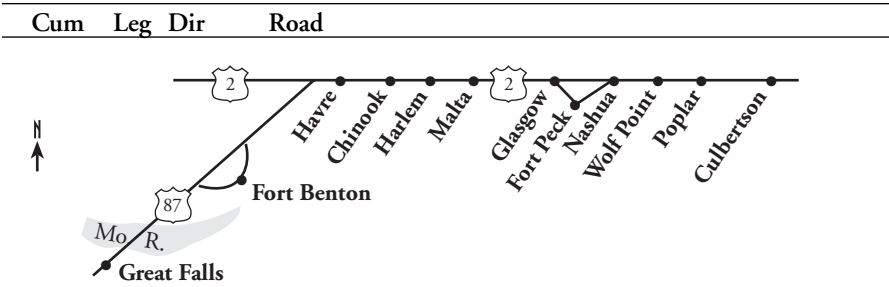 Cum Leg Dir Road
2 2
N
Havre
Chinook
Harlem
Malta
Glasgow
Fort Peck
Nashua
Wolf Point
Poplar
Culbertson
Fort Benton
87
Mo R.
Great Falls